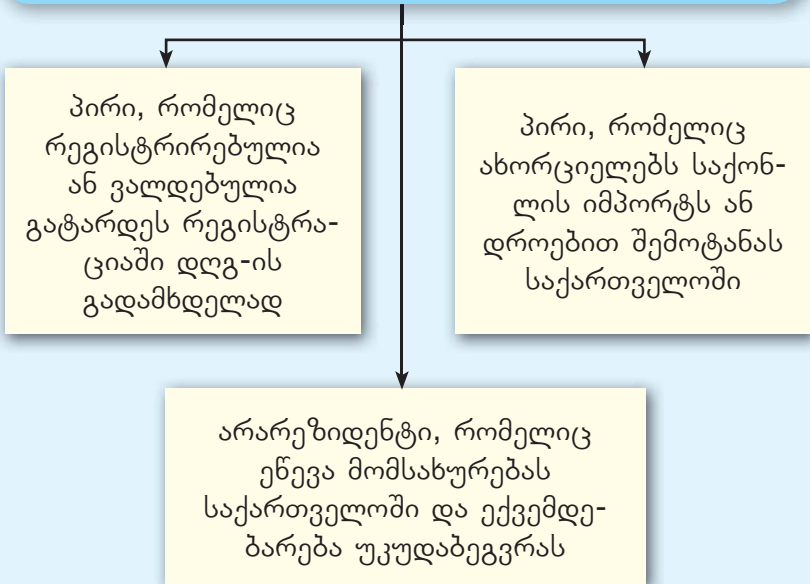 პირი, რომელიც
რეგისტრირებულია
ან ვალდებულია
გატარდეს რეგისტრა-
ციაში დღგ-ის
გადამხდელად
პირი, რომელიც
ახორციელებს საქონ-
ლის იმპორტს ან
დროებით შემოტანას
საქართველოში
არარეზიდენტი, რომელიც
ეწევა მომსახურებას
საქართველოში და ექვემდე-
ბარება უკუდაბეგვრას